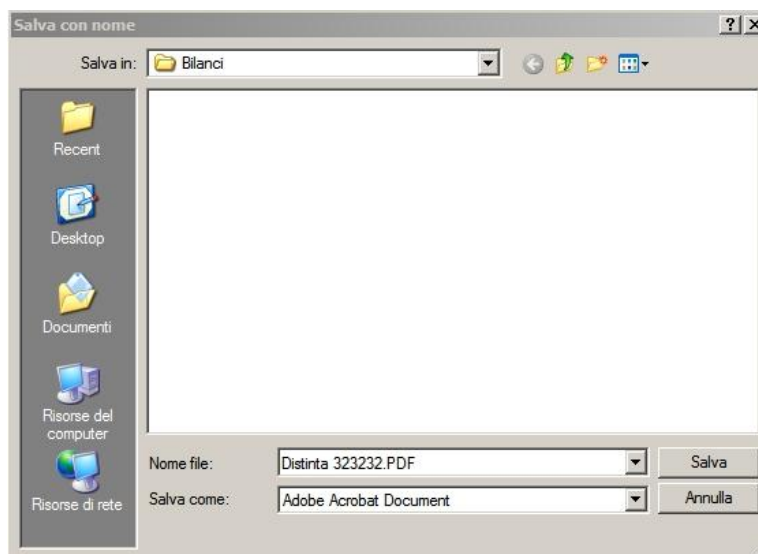 Salva con nome
Salva in: Bilanci
Recent
Desktop
Documenti
Risorse del
computer
Risorse di rete
Nome file: Distinta 323232.PDF Salva
Salva come: Adobe Acrobat Document Annulla